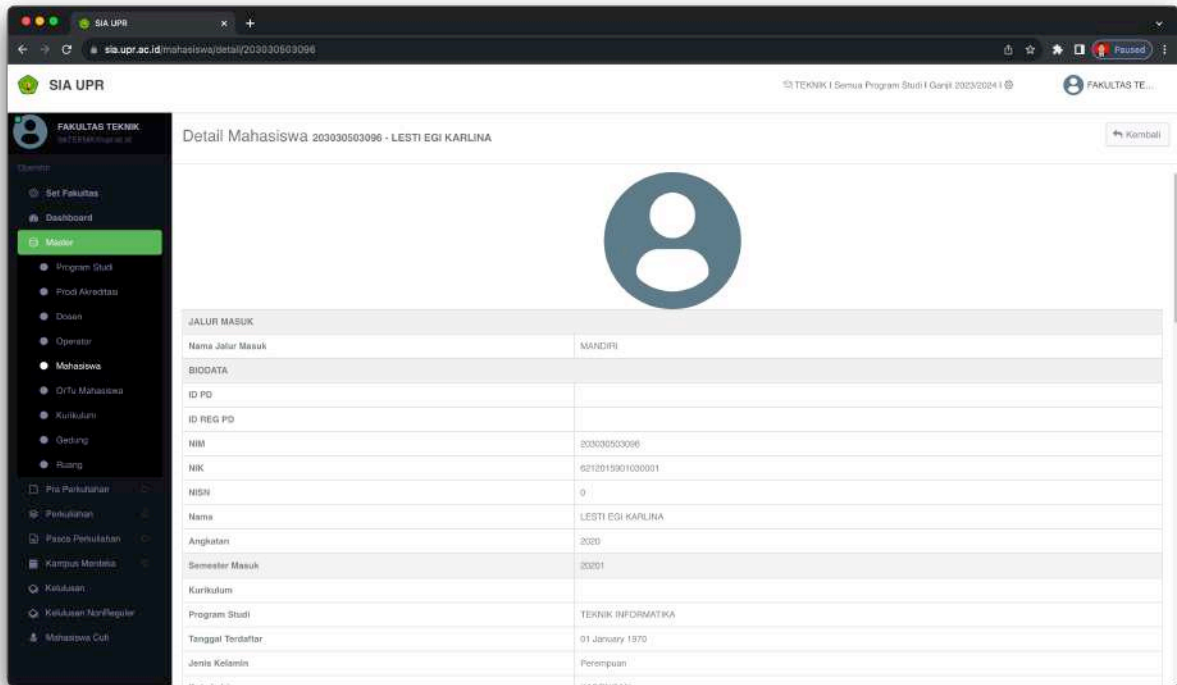 SIA UPR
sia.upr.ac.id/mahasiswa/detail/203030503096
Paused
SIA UPR
TEKNIK | Semua Program Studi | Ganjil 2023/2024 |
FAKULTAS TE...
FAKULTAS TEKNIK
Operator
Set Fakultas
Dashboard
Master
Program Studi
Prodi Akreditasi
Dosen
Operator
Mahasiswa
OrTu Mahasiswa
Kurikulum
Gedung
Ruang
Pra Perkuliahan
Perkuliahan
Pasca Perkuliahan
Kampus Merdeka
Kelulusan
Kelulusan NonReguler
Mahasiswa Cuti
Detail Mahasiswa 203030503096 - LESTI EGI KARLINA
Kembali
JALUR MASUK
Nama Jalur Masuk MANDIRI
BIODATA
ID PD
ID REG PD
NIM 203030503096
NIK 6212015901030001
NISN 0
Nama LESTI EGI KARLINA
Angkatan 2020
Semester Masuk 20201
Kurikulum
Program Studi TEKNIK INFORMATIKA
Tanggal Terdaftar 01 January 1970
Jenis Kelamin Perempuan